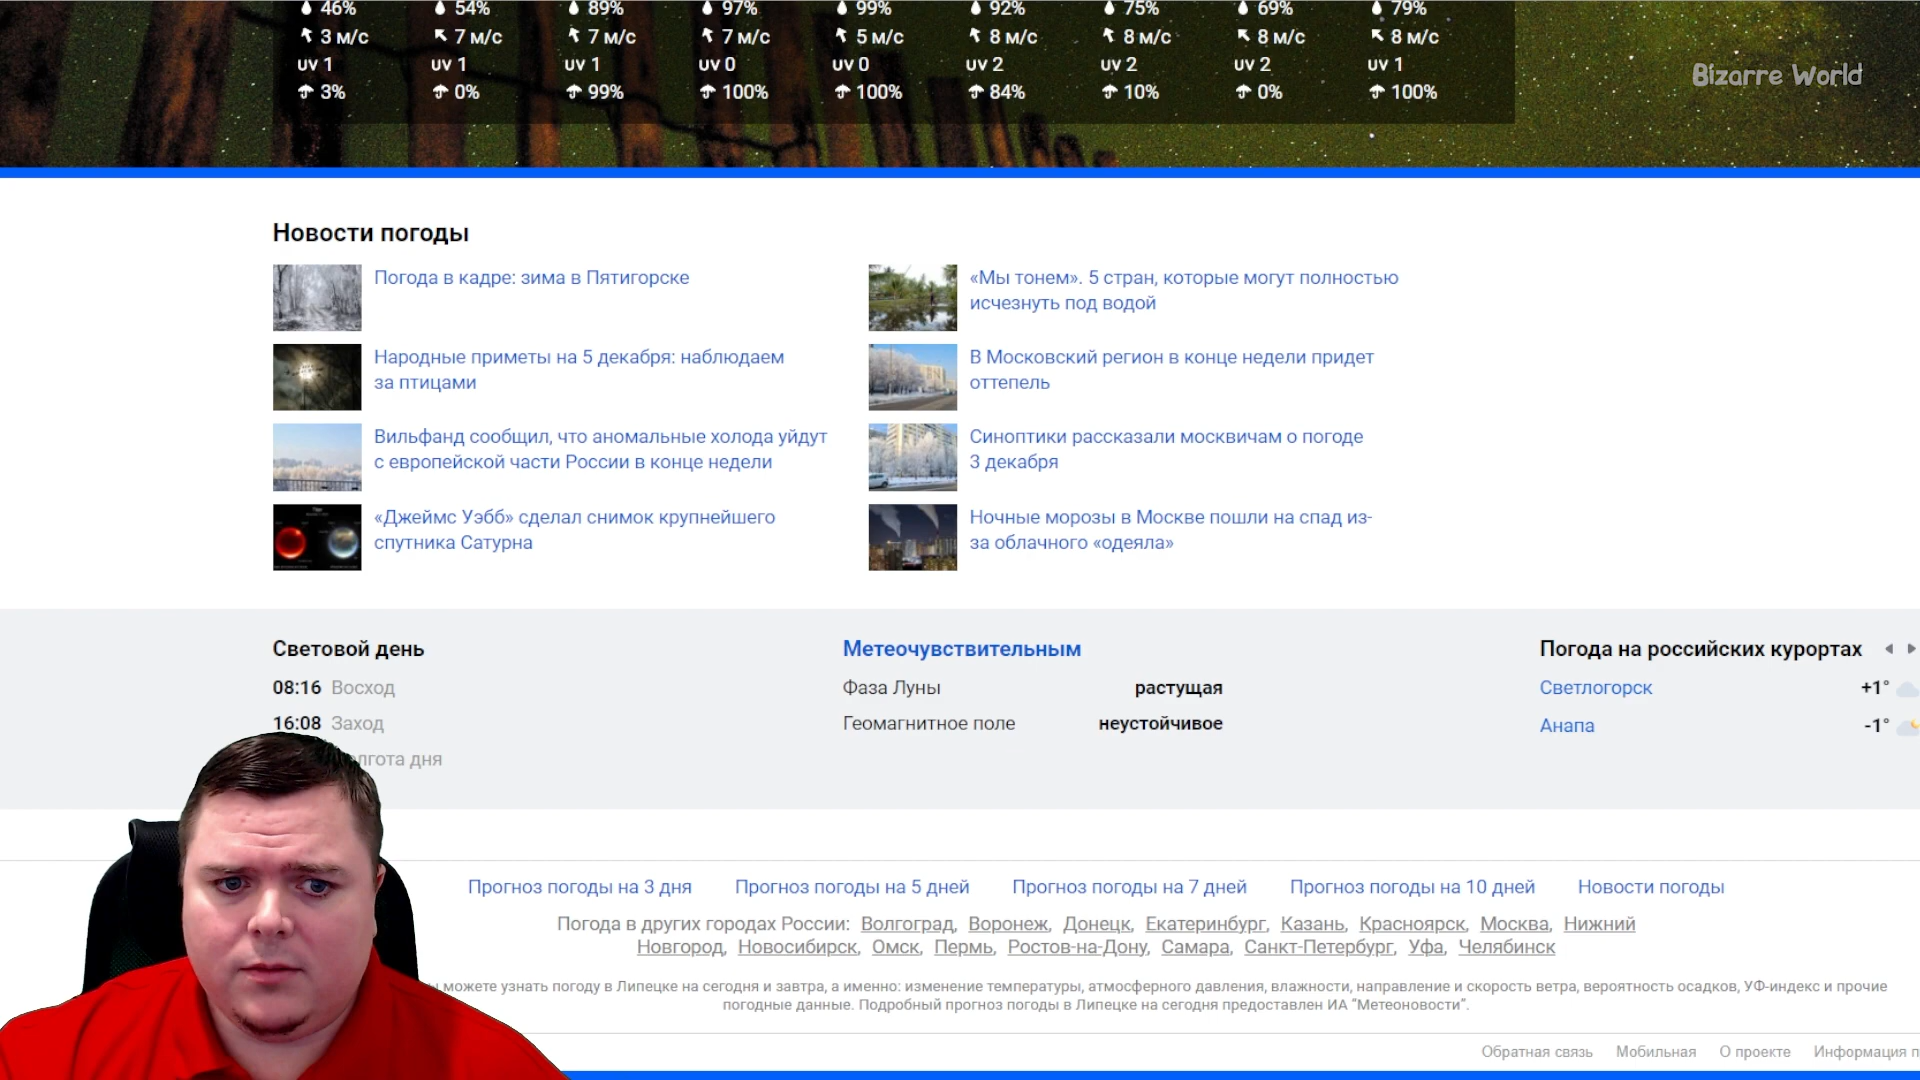 46% 54% 89% 97% 99% 92% 75% 69% 79%
3 м/с 7 м/с 7 м/с 7 м/с 5 м/с 8 м/с 8 м/с 8 м/с 8 м/с
uv 1 uv 1 uv 1 uv 0 uv 0 uv 2 uv 2 uv 2 uv 1
3% 0% 99% 100% 100% 84% 10% 0% 100%
Bizarre World
Новости погоды
Погода в кадре: зима в Пятигорске
Народные приметы на 5 декабря: наблюдаем
за птицами
Вильфанд сообщил, что аномальные холода уйдут
с европейской части России в конце недели
«Джеймс Уэбб» сделал снимок крупнейшего
спутника Сатурна
«Мы тонем». 5 стран, которые могут полностью
исчезнуть под водой
В Московский регион в конце недели придет
оттепель
Синоптики рассказали москвичам о погоде
3 декабря
Ночные морозы в Москве пошли на спад из-
за облачного «одеяла»
Световой день
08:16 Восход
16:08 Заход
лгота дня
Метеочувствительным
Фаза Луны растущая
Геомагнитное поле неустойчивое
Погода на российских курортах
Светлогорск +1°
Анапа -1°
Прогноз погоды на 3 дня Прогноз погоды на 5 дней Прогноз погоды на 7 дней Прогноз погоды на 10 дней Новости погоды
Погода в других городах России: Волгоград, Воронеж, Донецк, Екатеринбург, Казань, Красноярск, Москва, Нижний
Новгород, Новосибирск, Омск, Пермь, Ростов-на-Дону, Самара, Санкт-Петербург, Уфа, Челябинск
можете узнать погоду в Липецке на сегодня и завтра, а именно: изменение температуры, атмосферного давления, влажности, направление и скорость ветра, вероятность осадков, УФ-индекс и прочие
погодные данные. Подробный прогноз погоды в Липецке на сегодня предоставлен ИА "Метеоновости".
Обратная связь Мобильная О проекте Информация п